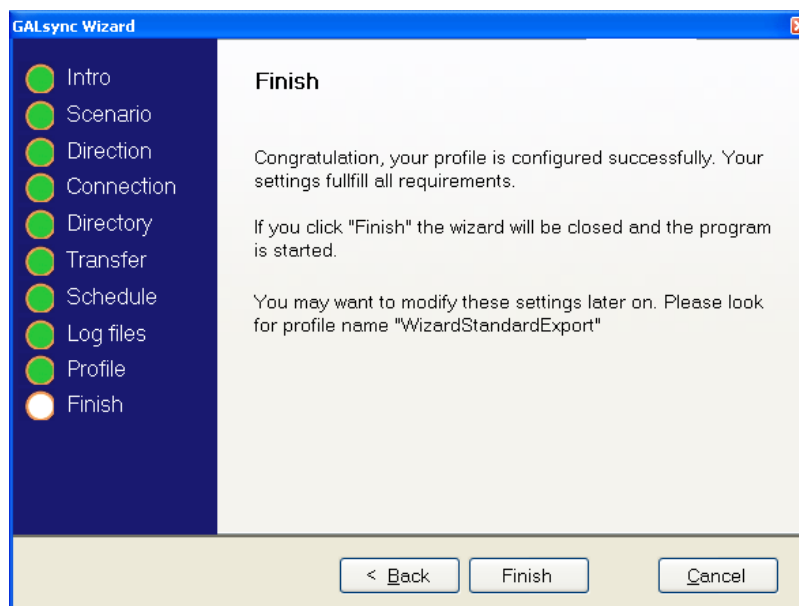 GALsync Wizard
Intro
Scenario
Direction
Connection
Directory
Transfer
Schedule
Log files
Profile
Finish
Finish
Congratulation, your profile is configured successfully. Your
settings fullfill all requirements.
If you click "Finish" the wizard will be closed and the program
is started.
You may want to modify these settings later on. Please look
for profile name "WizardStandardExport"
< Back
Finish
Cancel